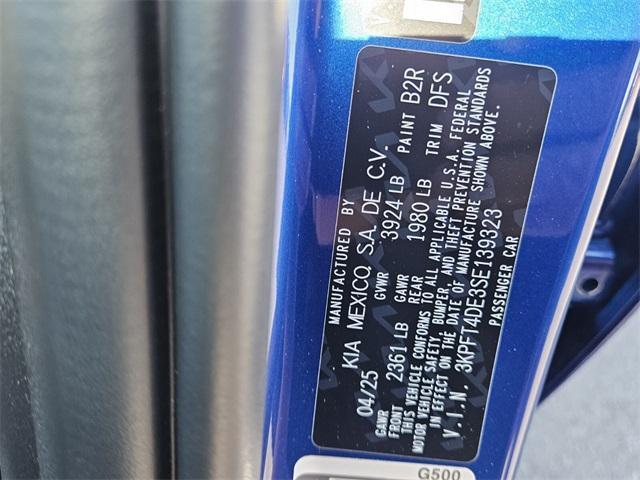 MANUFACTURED BY
KIA MEXICO, S.A. DE C.V.
04/25 GVWR 3924 LB PAINT B2R
GAWR FRONT 2361 LB GAWR REAR 1980 LB TRIM DFS
THIS VEHICLE CONFORMS TO ALL APPLICABLE U.S.A. FEDERAL
MOTOR VEHICLE SAFETY BUMPER, AND THEFT PREVENTION STANDARDS
IN EFFECT ON THE DATE OF MANUFACTURE SHOWN ABOVE.
V.I.N. 3KPFT4DE3SE139323
PASSENGER CAR
G500